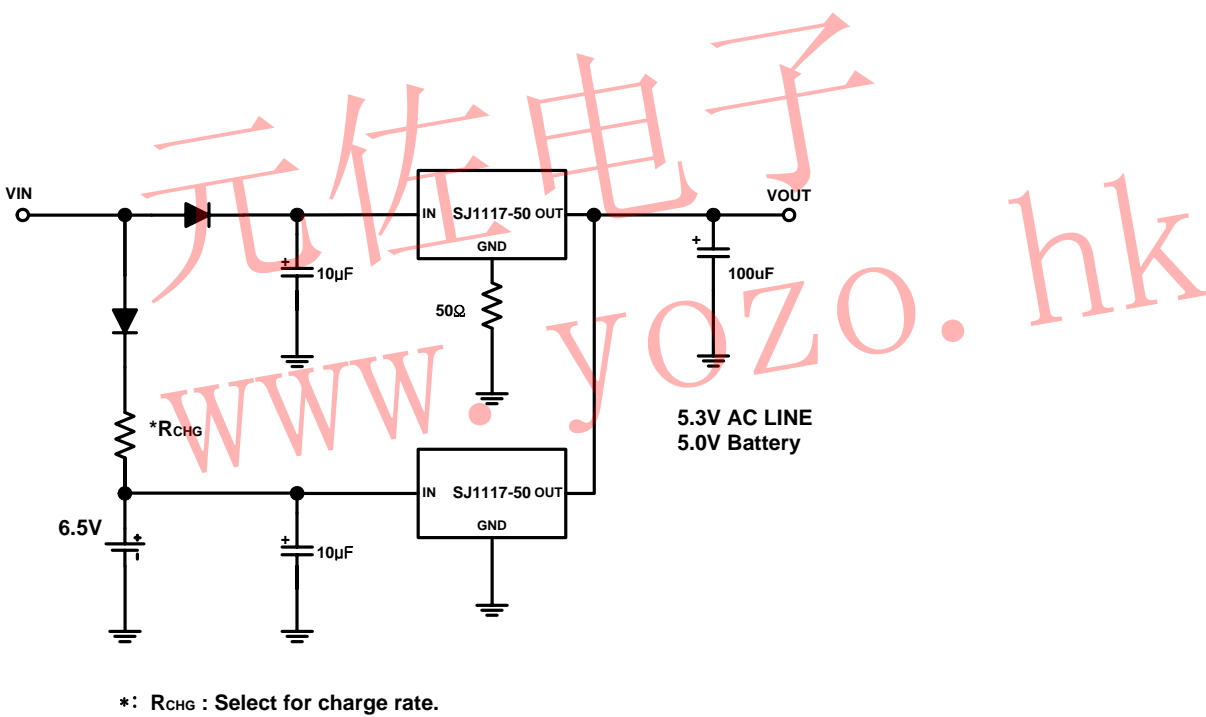 元佐电子
www.yozo.hk
VIN
IN
SJ1117-50
OUT
GND
VOUT
+
10μF
50Ω
+
100uF
*RCHG
5.3V AC LINE
5.0V Battery
IN
SJ1117-50
OUT
GND
6.5V
+
+
10μF
*: RCHG : Select for charge rate.